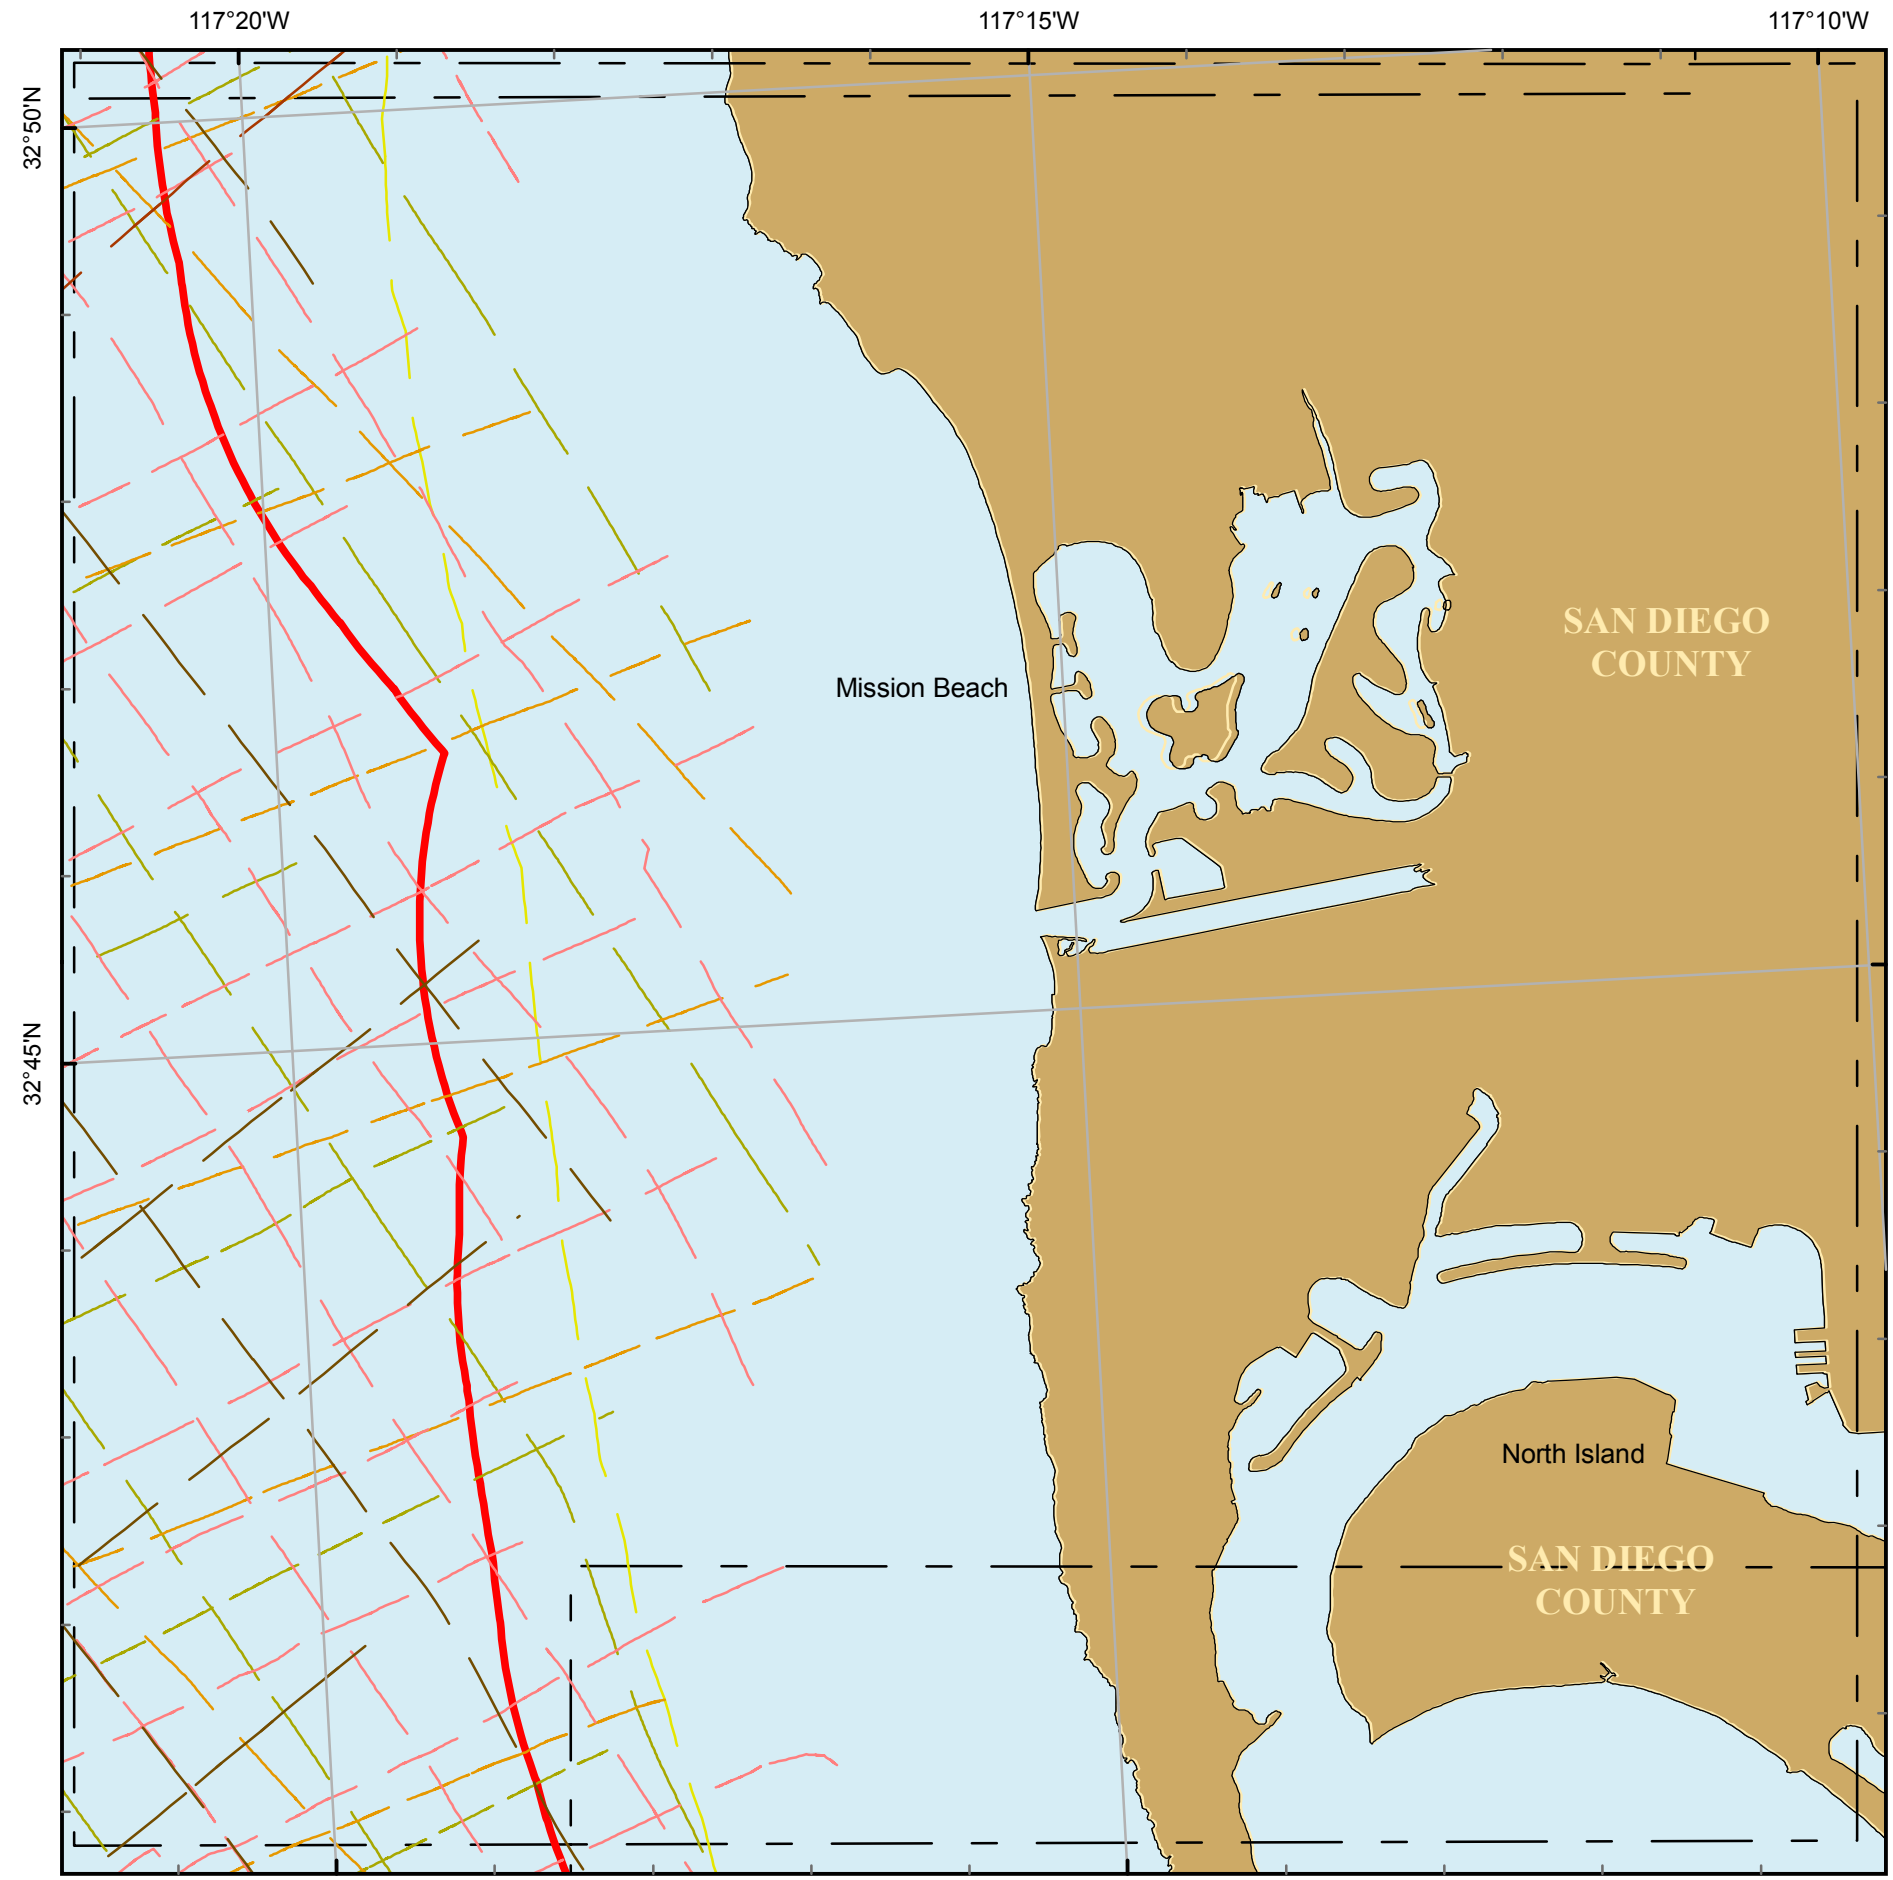 117°20'W
117°15'W
117°10'W
32°50'N
SAN DIEGO
COUNTY
Mission Beach
32°45'N
North Island
SAN DIEGO
COUNTY